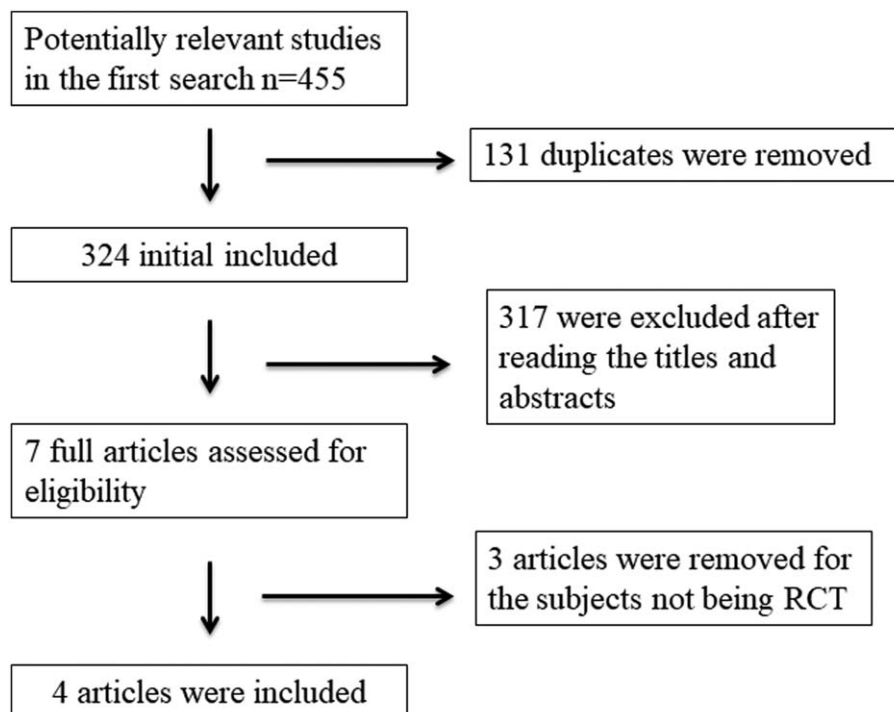 Potentially relevant studies
in the first search n=455
131 duplicates were removed
324 initial included
317 were excluded after
reading the titles and
abstracts
7 full articles assessed for
eligibility
3 articles were removed for
the subjects not being RCT
4 articles were included